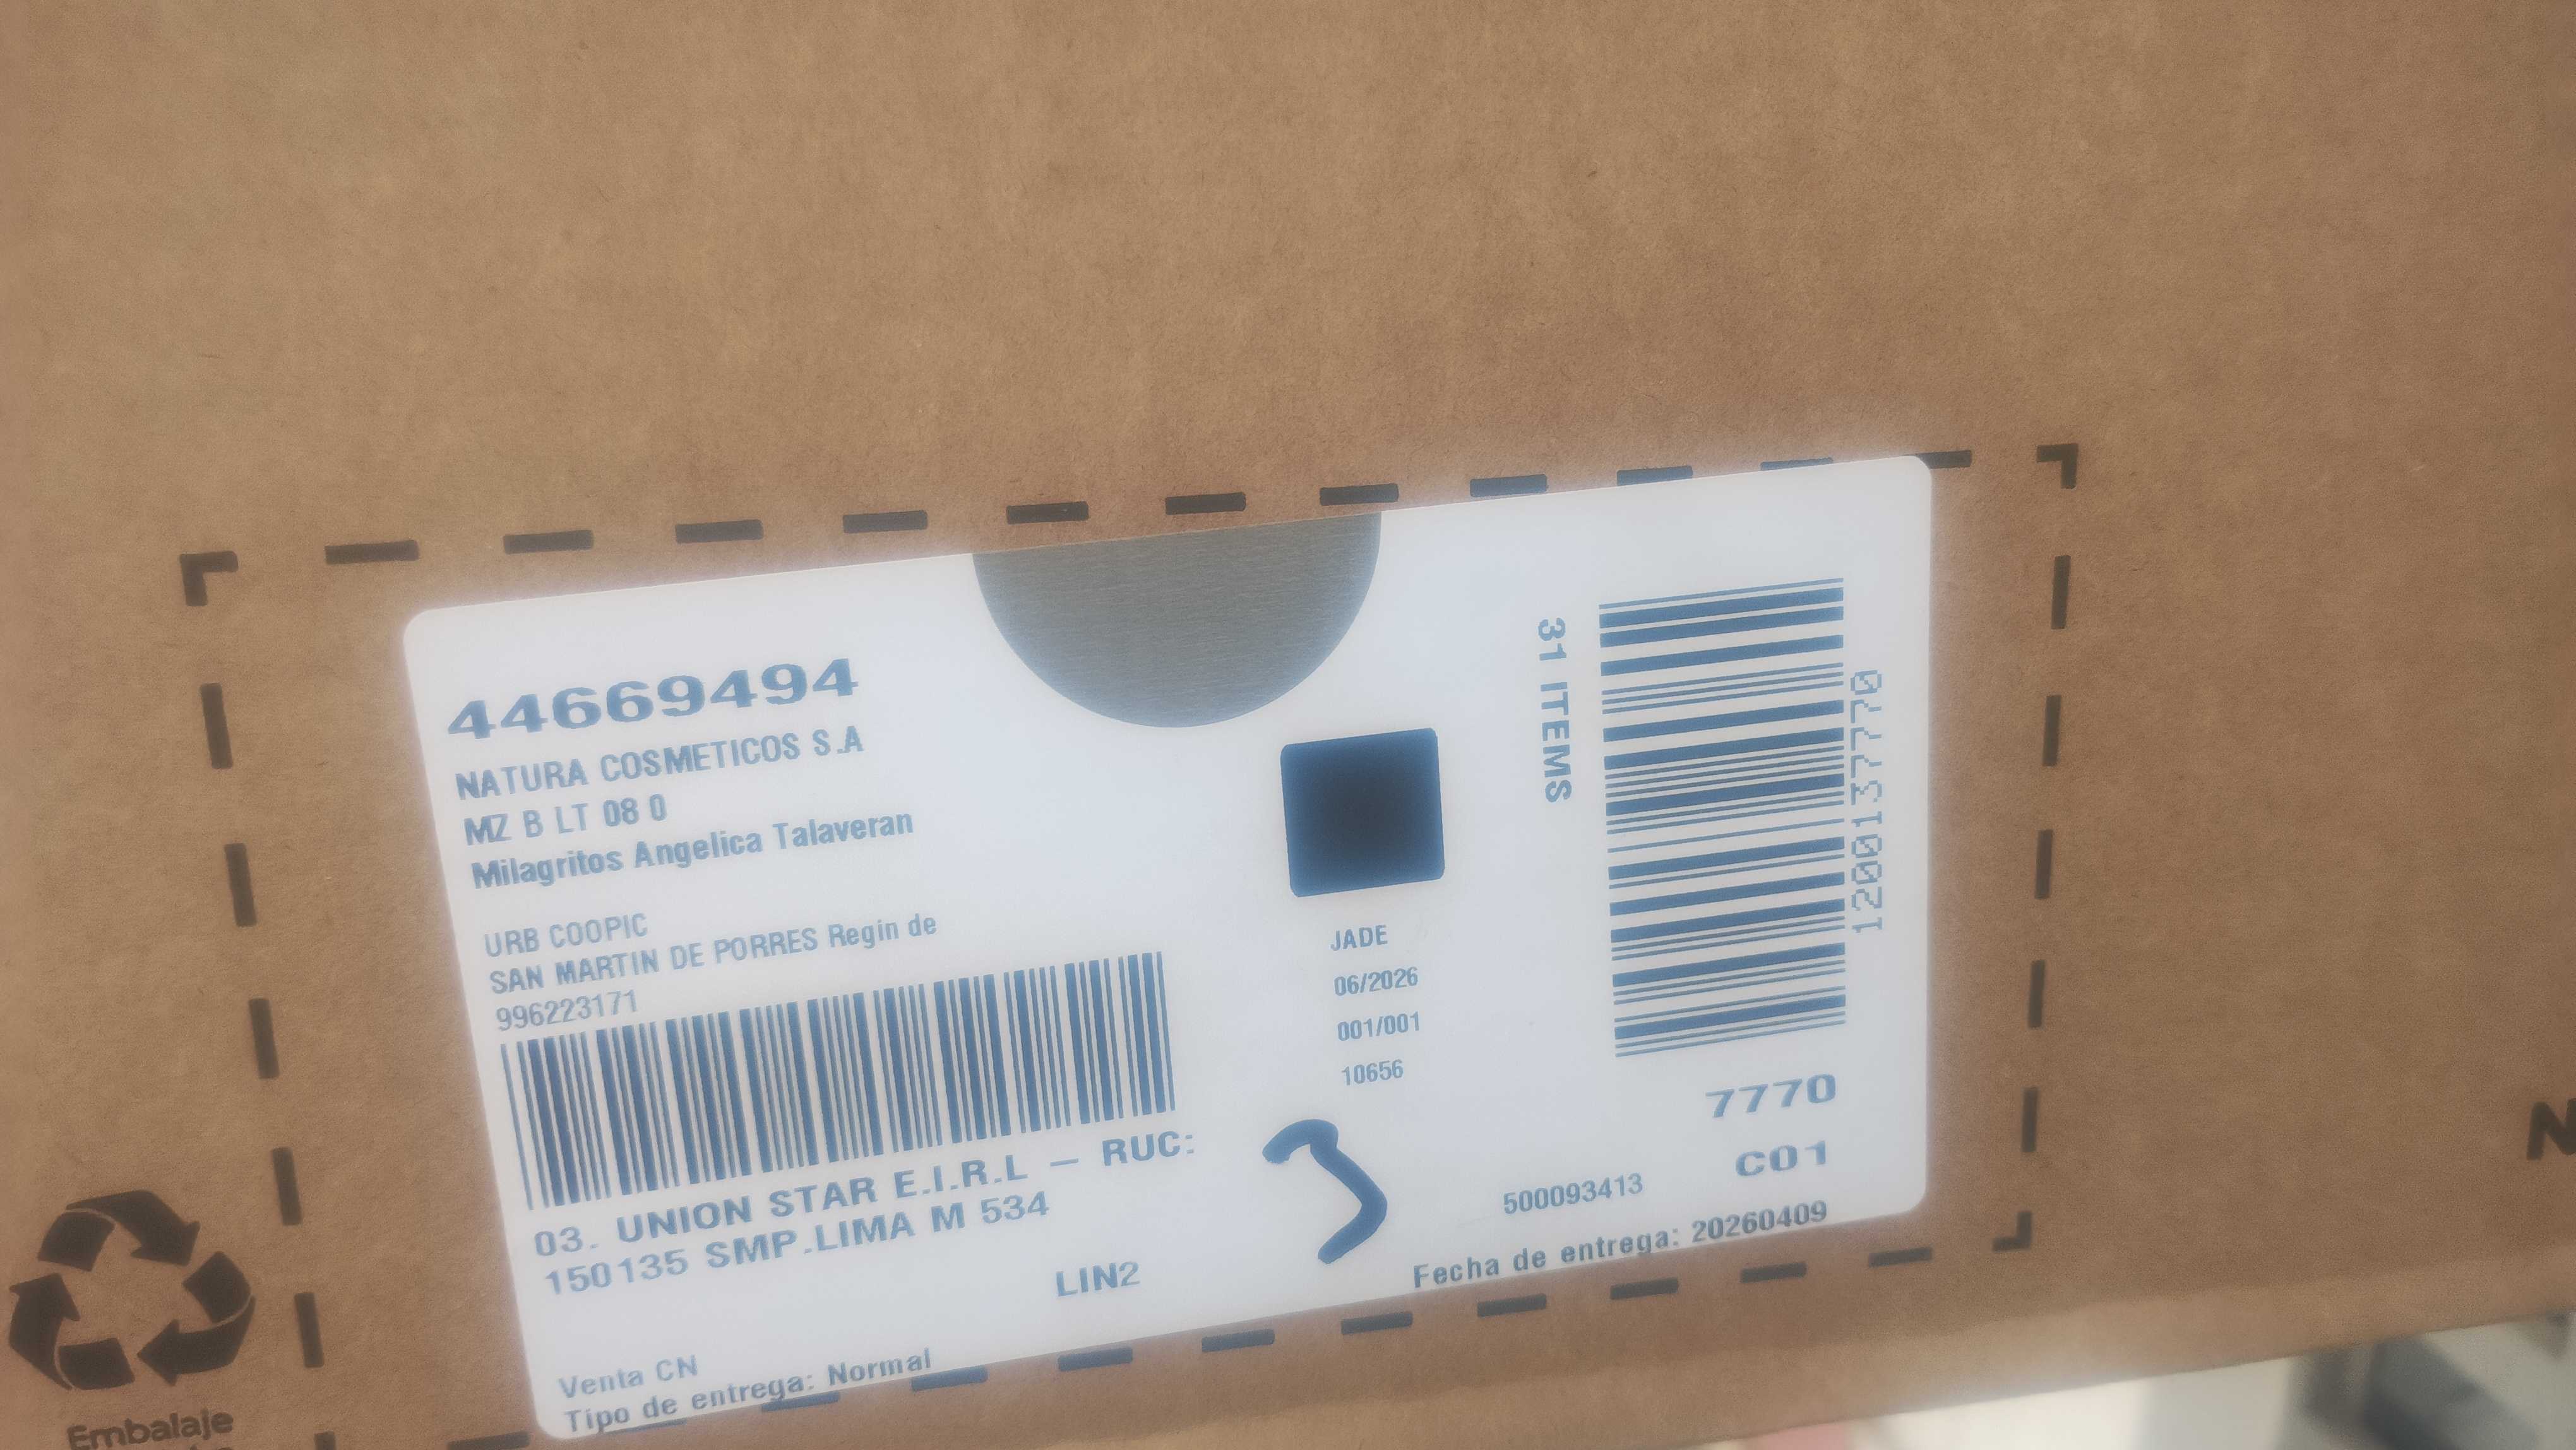 44669494
NATURA COSMETICOS S.A
MZ B LT 08 0
Milagritos Angelica Talaveran
URB COOPIC
SAN MARTIN DE PORRES Regin de
996223171
03. UNION STAR E.I.R.L — RUC:
150135 SMP.LIMA M 534
LIN2
Venta CN
Tipo de entrega: Normal
JADE
06/2026
001/001
10656
31 ITEMS
120013777770
7770
C01
500093413
Fecha de entrega: 20260409
Embalaje